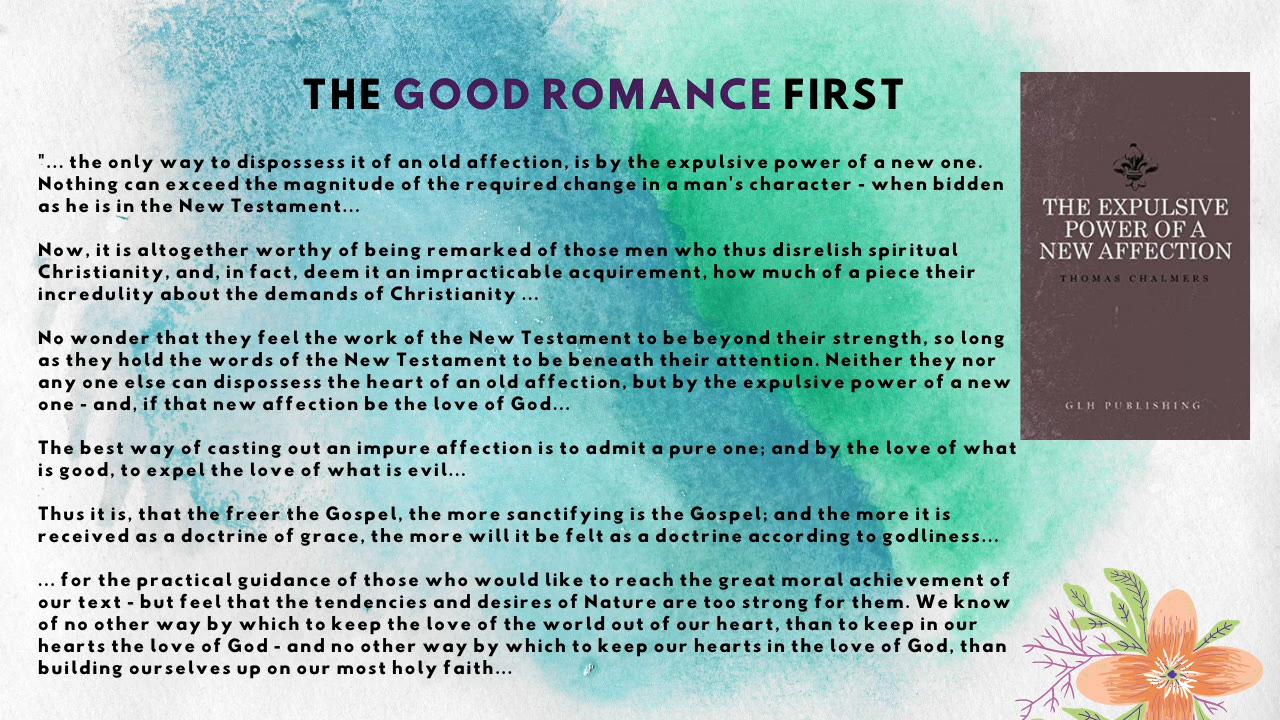 THE GOOD ROMANCE FIRST
"... the only way to dispossess it of an old affection, is by the expulsive power of a new one.
Nothing can exceed the magnitude of the required change in a man's character - when bidden
as he is in the New Testament...
Now, it is altogether worthy of being remarked of those men who thus disrelish spiritual
Christianity, and, in fact, deem it an impracticable acquirement, how much of a piece their
incredulity about the demands of Christianity ...
No wonder that they feel the work of the New Testament to be beyond their strength, so long
as they hold the words of the New Testament to be beneath their attention. Neither they nor
any one else can dispossess the heart of an old affection, but by the expulsive power of a new
one - and, if that new affection be the love of God...
The best way of casting out an impure affection is to admit a pure one; and by the love of what
is good, to expel the love of what is evil...
Thus it is, that the freer the Gospel, the more sanctifying is the Gospel; and the more it is
received as a doctrine of grace, the more will it be felt as a doctrine according to godliness...
... for the practical guidance of those who would like to reach the great moral achievement of
our text - but feel that the tendencies and desires of Nature are too strong for them. We know
of no other way by which to keep the love of the world out of our heart, than to keep in our
hearts the love of God - and no other way by which to keep our hearts in the love of God, than
building ourselves up on our most holy faith...
THE EXPULSIVE
POWER OF A
NEW AFFECTION
THOMAS CHALMERS
GLH PUBLISHING